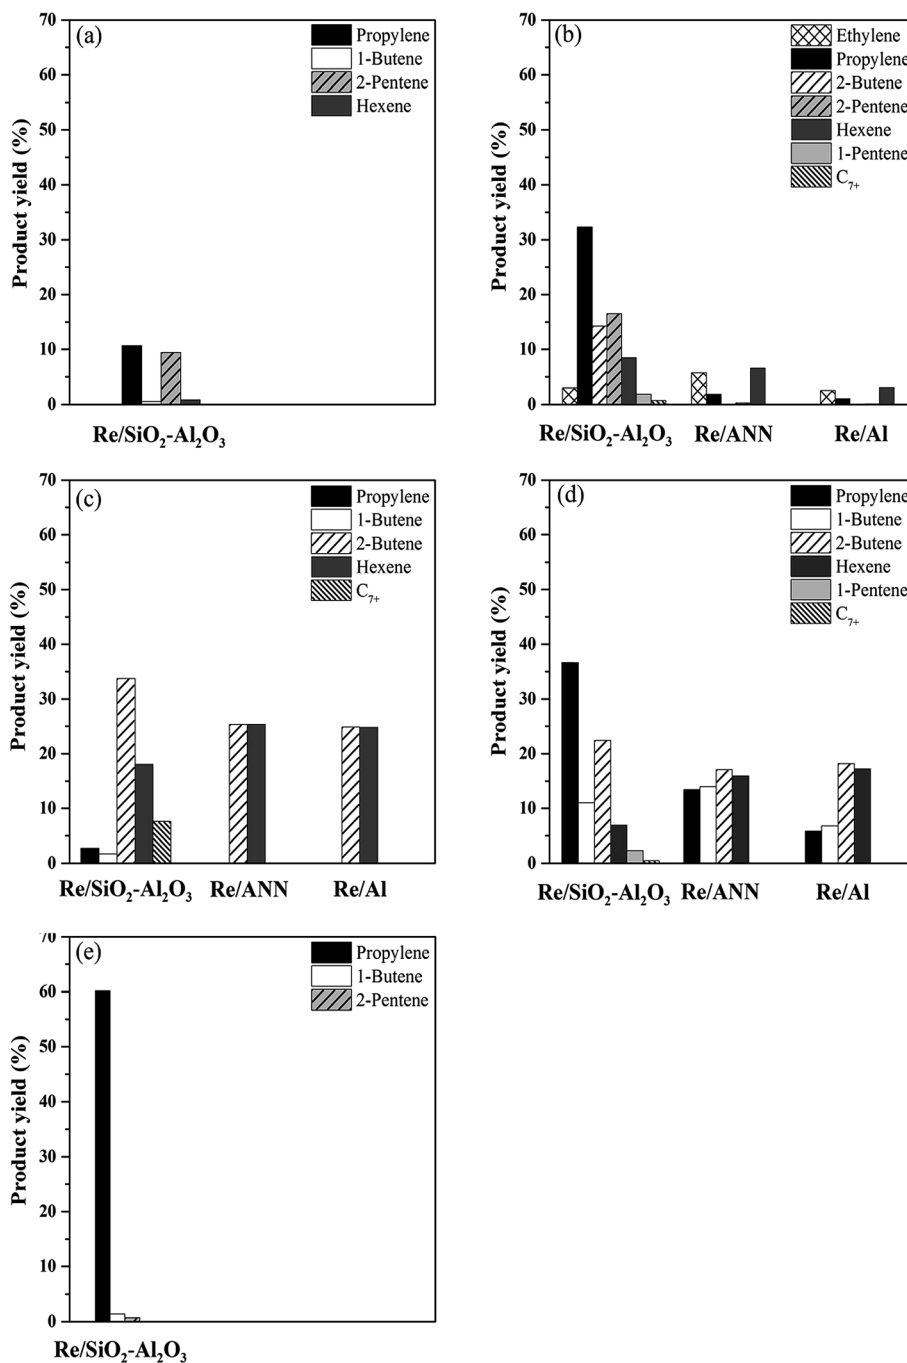 (a)
Propylene
1-Butene
2-Pentene
Hexene
Product yield (%)
70
60
50
40
30
20
10
0
Re/SiO₂-Al₂O₃
(b)
Ethylene
Propylene
2-Butene
2-Pentene
Hexene
1-Pentene
C₇₊
Product yield (%)
70
60
50
40
30
20
10
0
Re/SiO₂-Al₂O₃ Re/ANN Re/Al
(c)
Propylene
1-Butene
2-Butene
Hexene
C₇₊
Product yield (%)
70
60
50
40
30
20
10
0
Re/SiO₂-Al₂O₃ Re/ANN Re/Al
(d)
Propylene
1-Butene
2-Butene
Hexene
1-Pentene
C₇₊
Product yield (%)
70
60
50
40
30
20
10
0
Re/SiO₂-Al₂O₃ Re/ANN Re/Al
(e)
Propylene
1-Butene
2-Pentene
Product yield (%)
70
60
50
40
30
20
10
0
Re/SiO₂-Al₂O₃